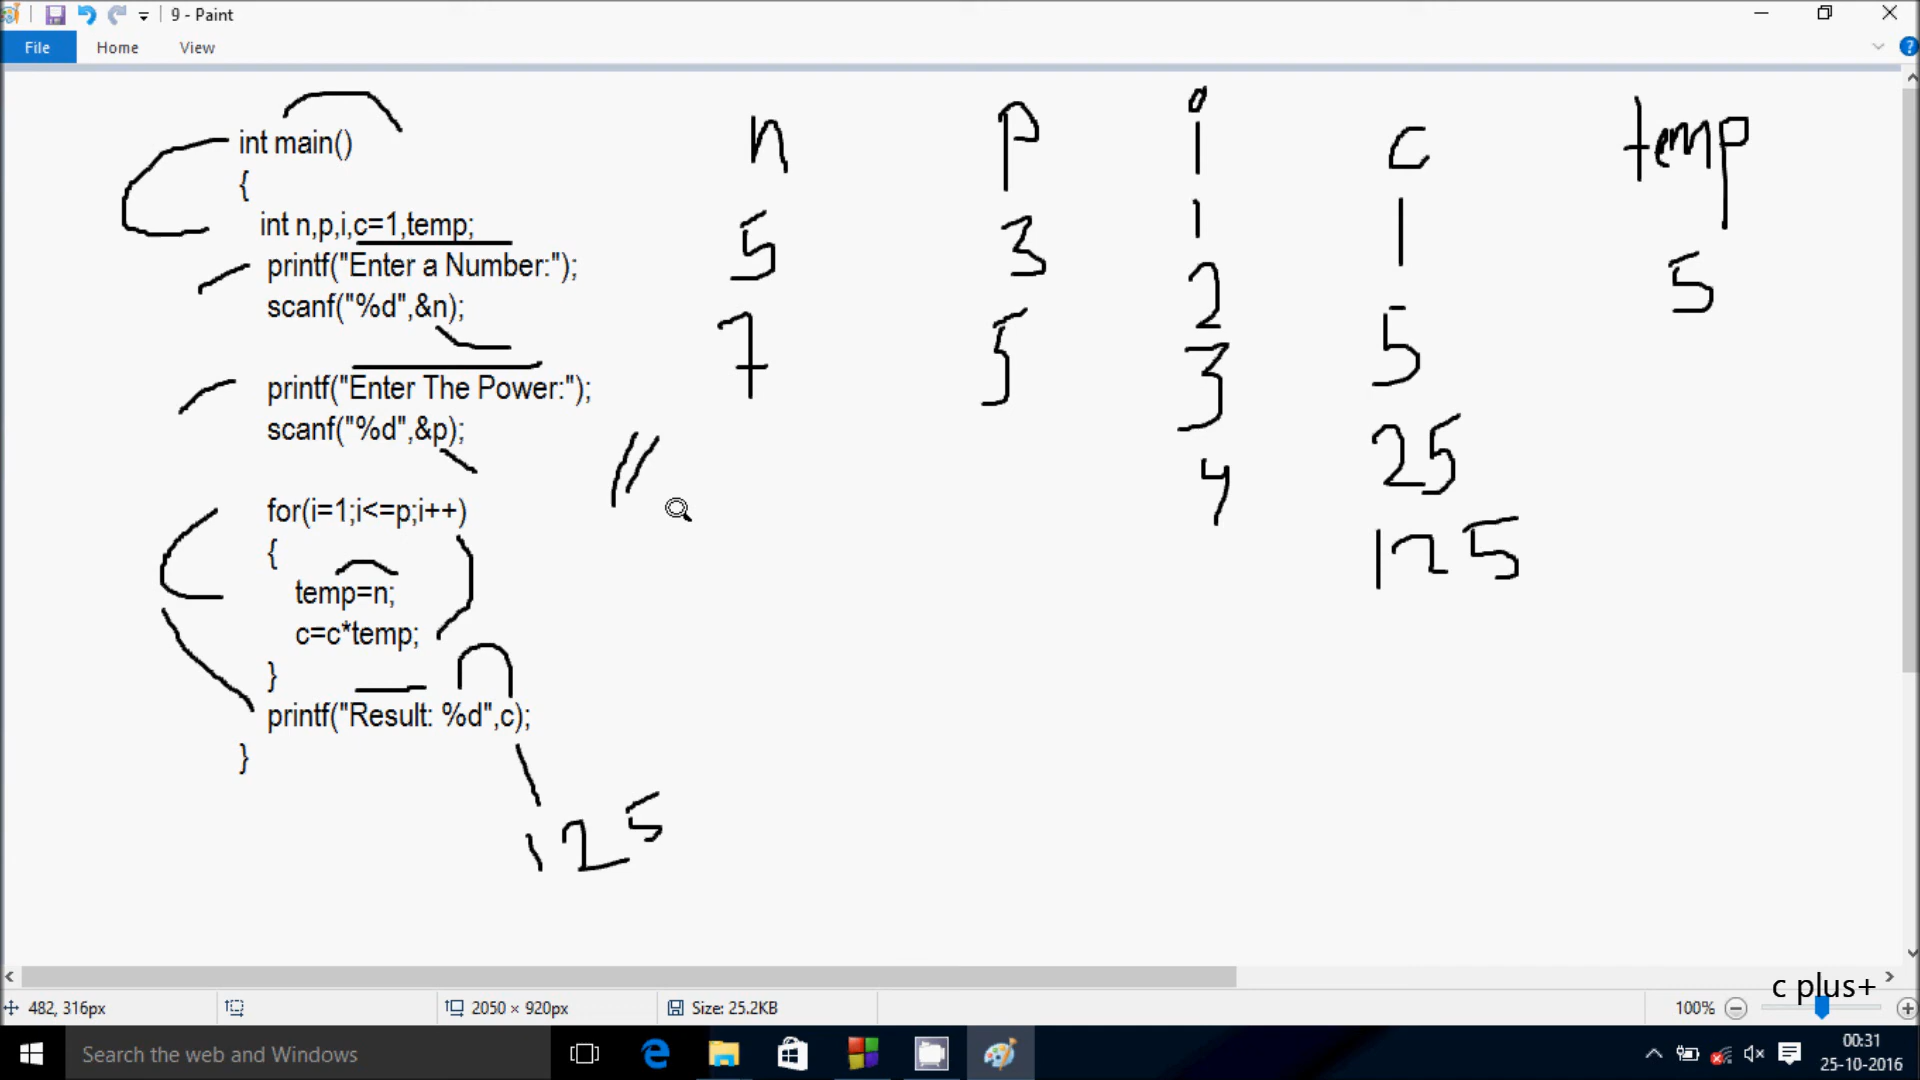 9 - Paint
File Home View
int main()
{
int n,p,i,c=1,temp;
printf("Enter a Number:");
scanf("%d",&n);
printf("Enter The Power:");
scanf("%d",&p);
for(i=1;i<=p;i++)
{
temp=n;
c=c*temp;
}
printf("Result: %d",c);
}
125
n p i c temp
5 3 1 1 5
7 5 2 5
3 25
4 125
//
c plus+
482, 316px 2050 × 920px Size: 25.2KB 100%
Search the web and Windows
00:31
25-10-2016